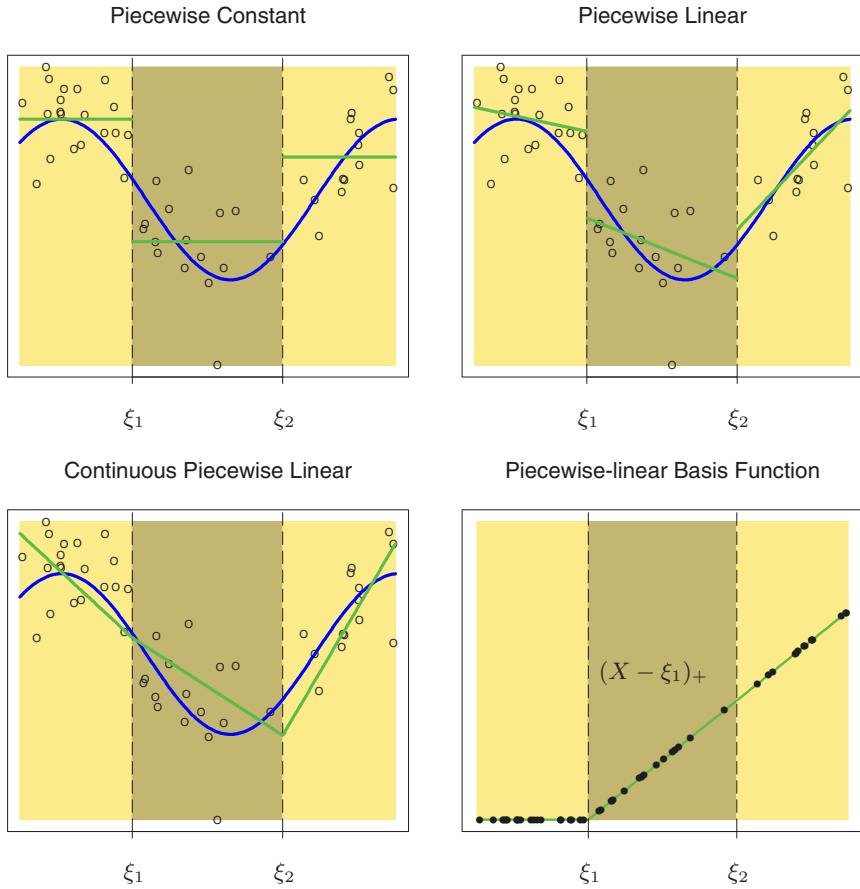 Piecewise Constant
Piecewise Linear
ξ₁ ξ₂
ξ₁ ξ₂
Continuous Piecewise Linear
Piecewise-linear Basis Function
(X − ξ₁)₊
ξ₁ ξ₂
ξ₁ ξ₂